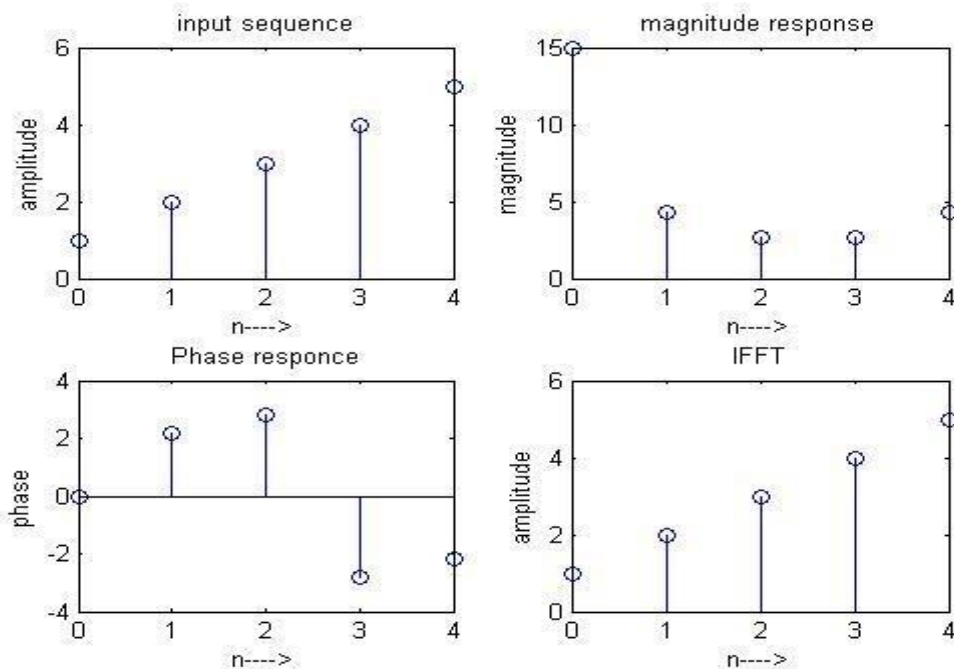 input sequence
6
4
2
0
amplitude
0 1 2 3 4
n---->
magnitude response
15
10
5
0
magnitude
0 1 2 3 4
n---->
Phase responce
4
2
0
-2
-4
phase
0 1 2 3 4
n---->
IFFT
6
4
2
0
amplitude
0 1 2 3 4
n---->